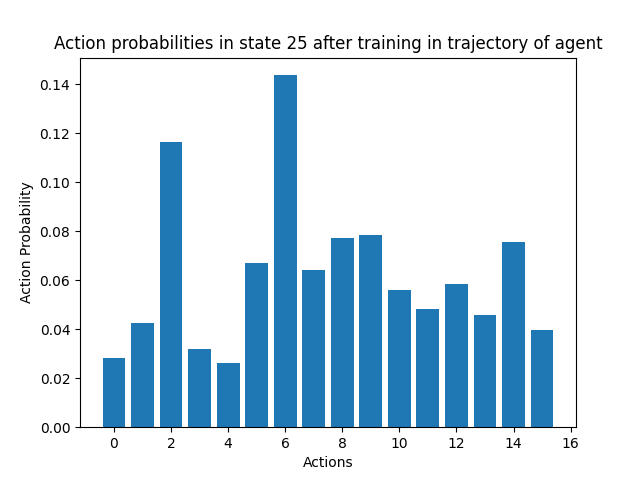 Action probabilities in state 25 after training in trajectory of agent
0.14
0.12
0.10
0.08
0.06
0.04
0.02
0.00
Action Probability
0 2 4 6 8 10 12 14 16
Actions